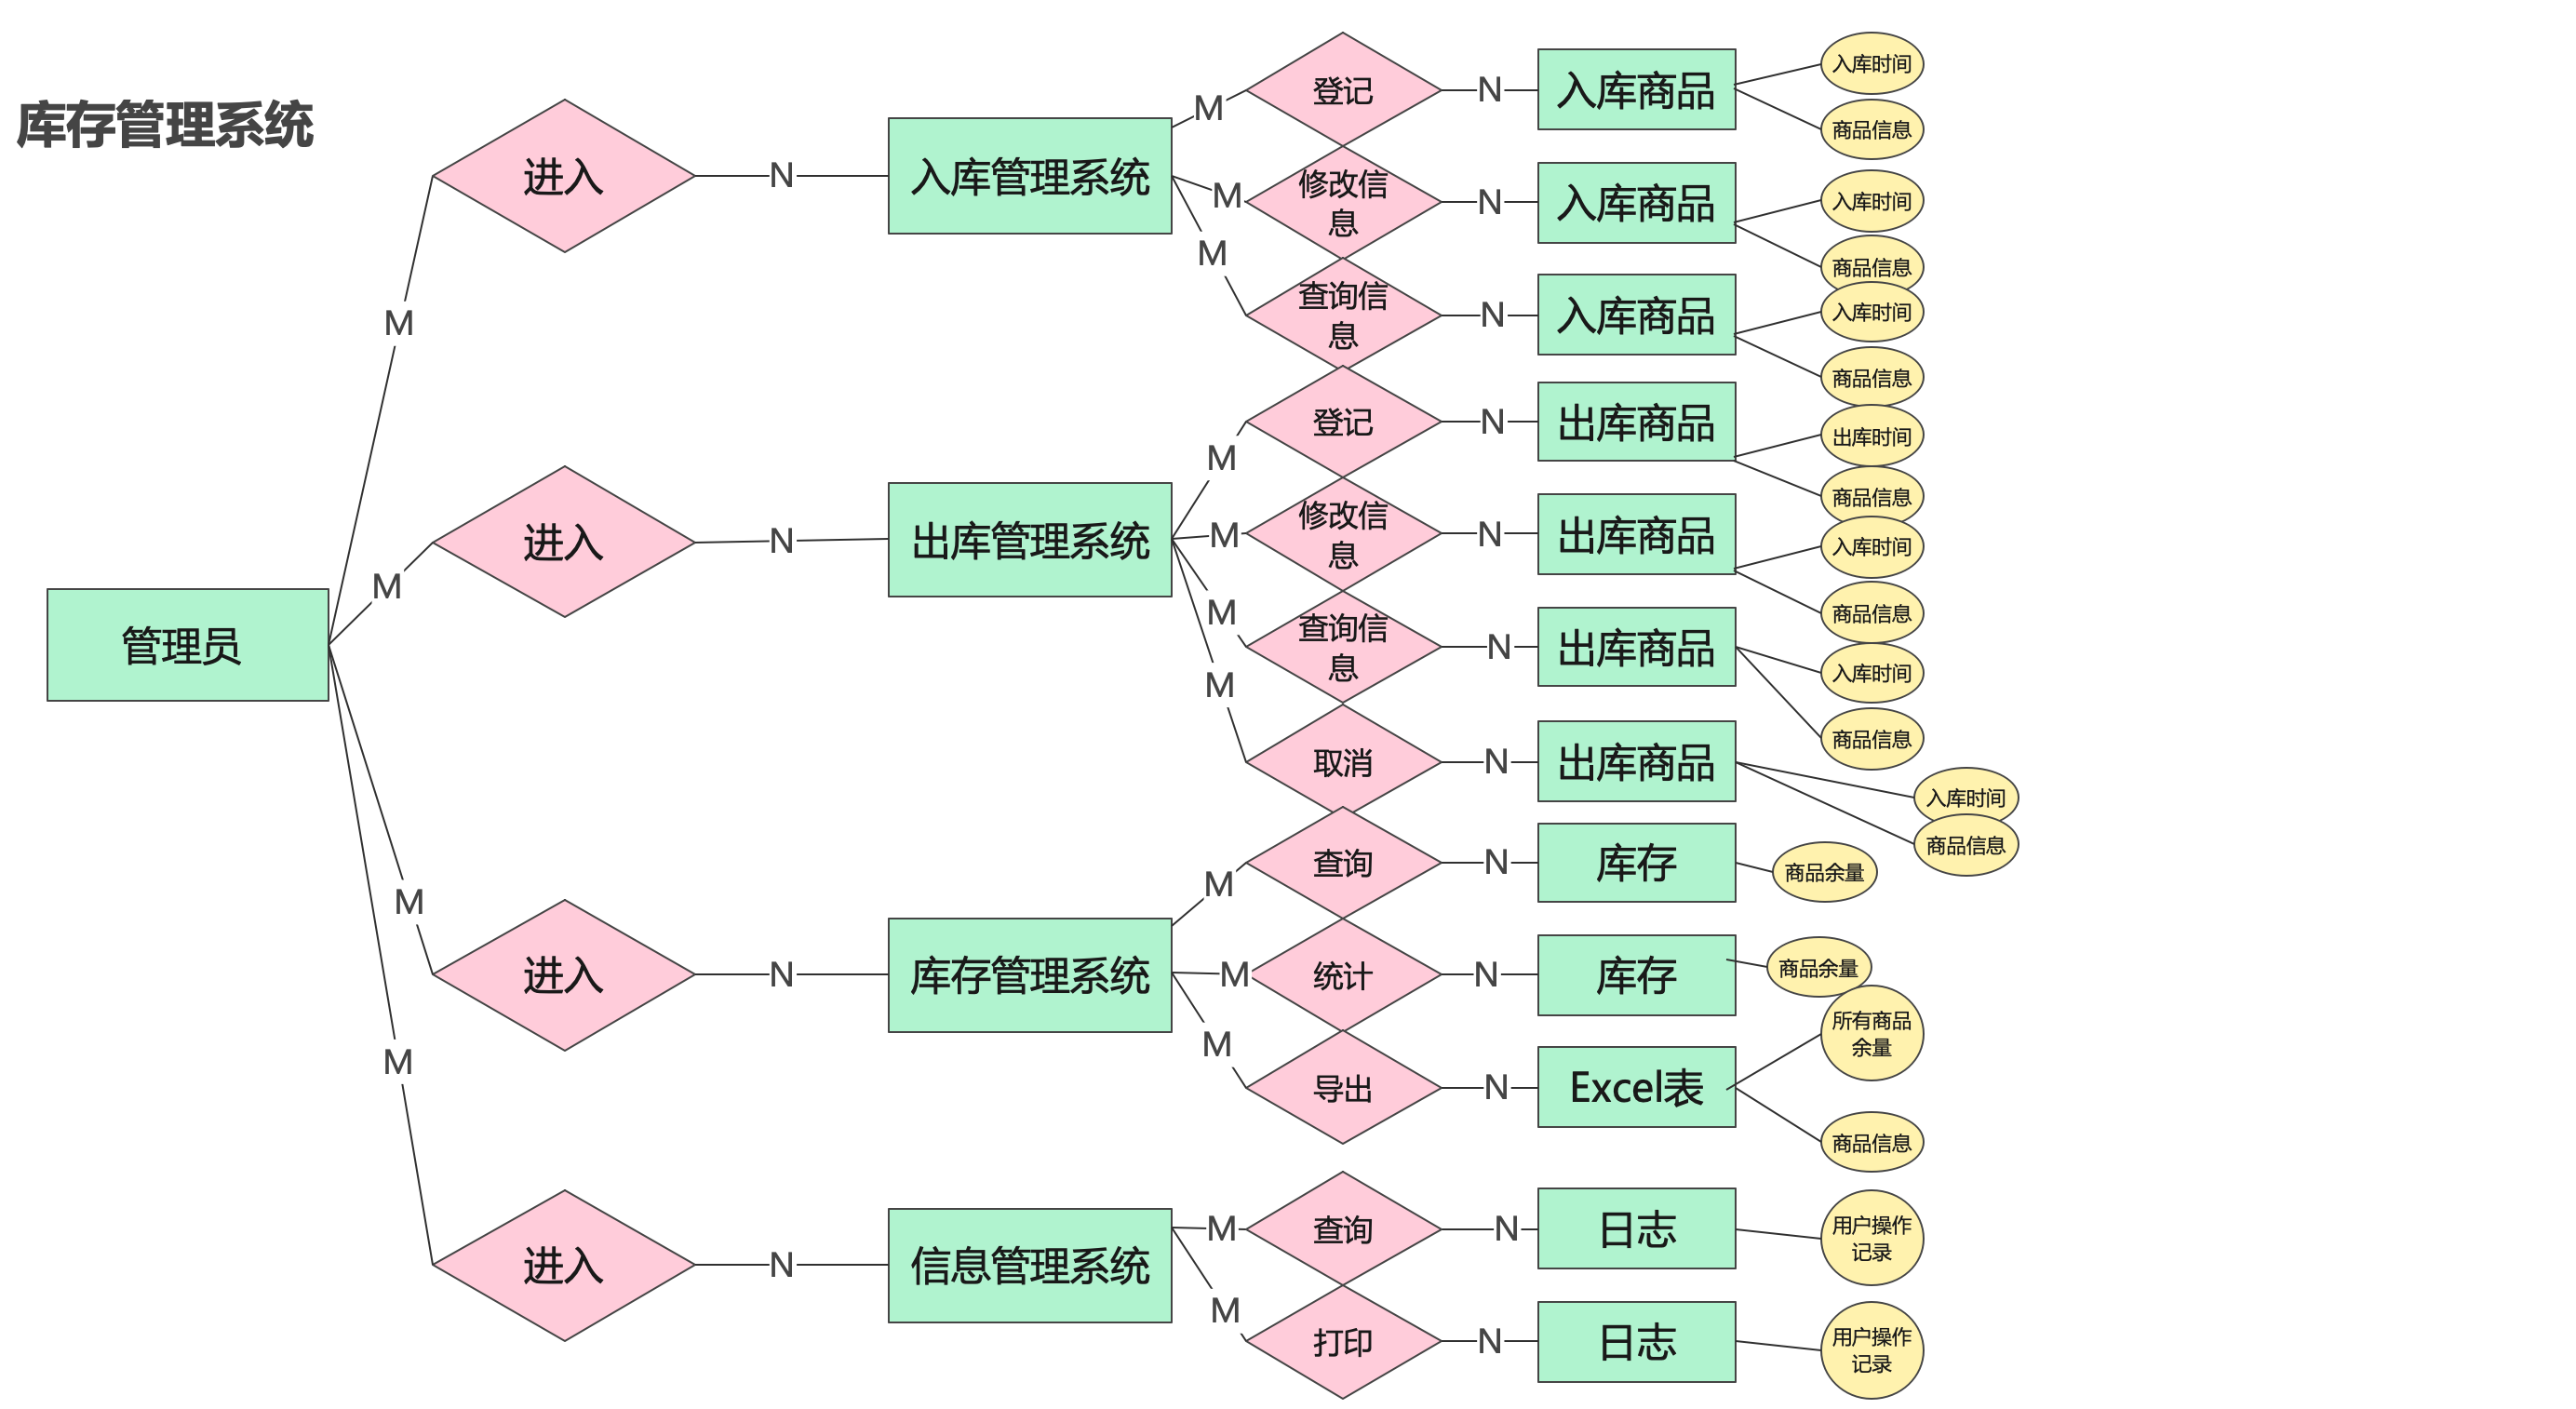 库存管理系统
管理员
M
进入
N
入库管理系统
M
登记
N
入库商品
入库时间
商品信息
M
修改信
息
N
入库商品
入库时间
商品信息
M
查询信
息
N
入库商品
入库时间
商品信息
M
进入
N
出库管理系统
M
登记
N
出库商品
出库时间
商品信息
M
修改信
息
N
出库商品
入库时间
商品信息
M
查询信
息
N
出库商品
入库时间
商品信息
M
取消
N
出库商品
入库时间
商品信息
M
进入
N
库存管理系统
M
查询
N
库存
商品余量
M
统计
N
库存
商品余量
M
导出
N
Excel表
所有商品
余量
商品信息
M
进入
N
信息管理系统
M
查询
N
日志
用户操作
记录
M
打印
N
日志
用户操作
记录